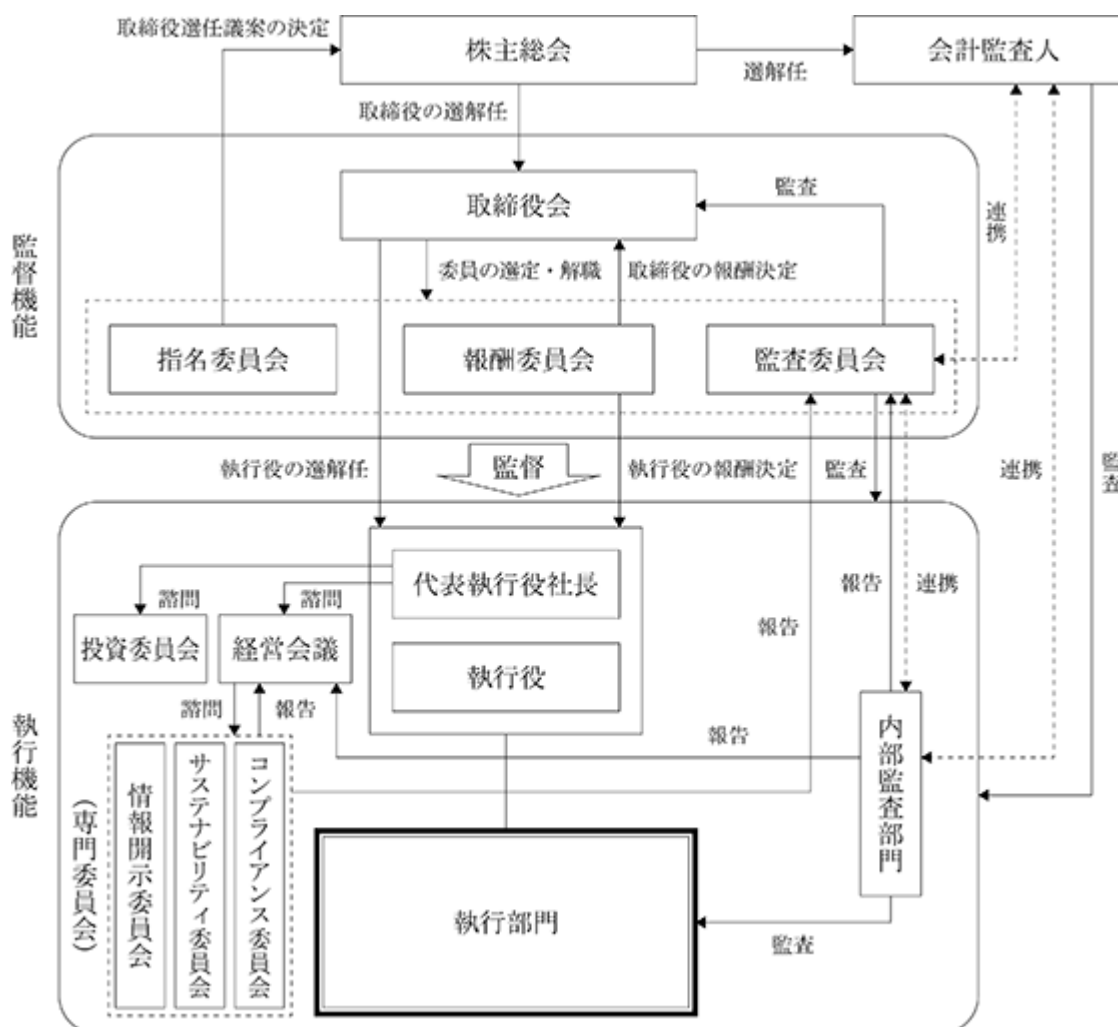 取締役選任議案の決定
株主総会
会計監査人
選解任
取締役の選解任
監督機能
取締役会
監査
連携
委員の選定・解職
取締役の報酬決定
指名委員会
報酬委員会
監査委員会
執行役の選解任
監督
執行役の報酬決定
監査
連携
監査
執行機能
代表執行役社長
諮問
諮問
報告
連携
投資委員会
経営会議
執行役
報告
諮問
報告
報告
内部監査部門
(専門委員会)
情報開示委員会
サステナビリティ委員会
コンプライアンス委員会
執行部門
監査